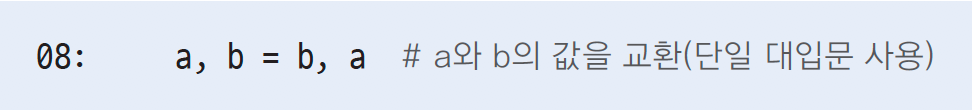 08:    a, b = b, a  # a와 b의 값을 교환(단일 대입문 사용)